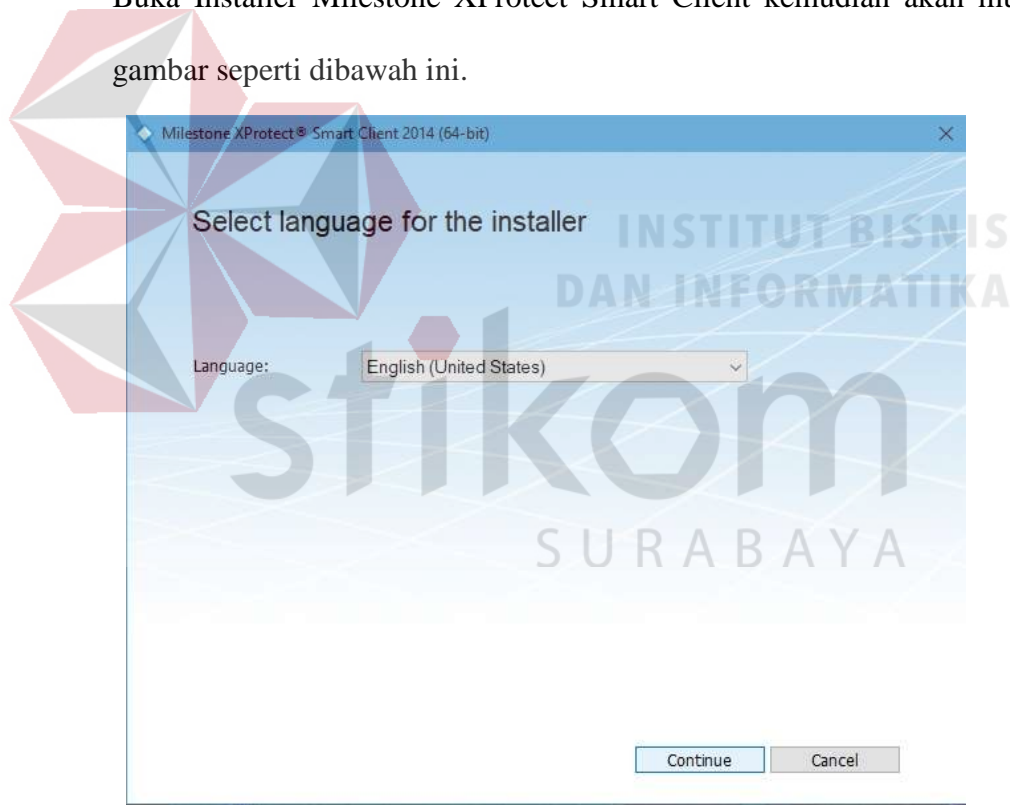 Buka Installer Milestone XProtect Smart Client kemudian akan
gambar seperti dibawah ini.
Milestone XProtect® Smart Client 2014 (64-bit)
Select language for the installer
INSTITUT BISNIS
DAN INFORMATIKA
Language:
English (United States)
stikom
SURABAYA
Continue
Cancel